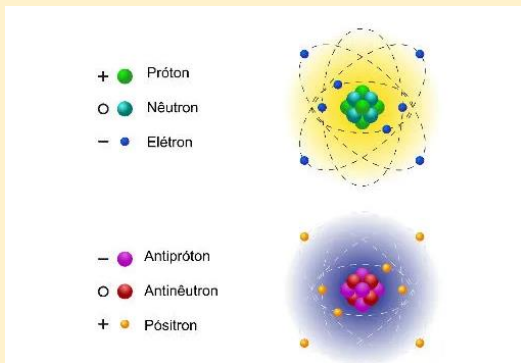 + Próton
O Nêutron
− Elétron
− Antipróton
O Antinêutron
+ Pósitron